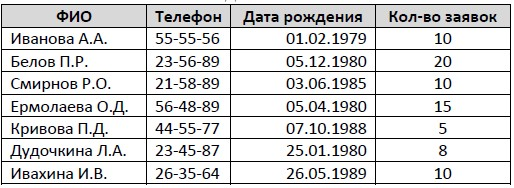 ФИО Телефон Дата рождения Кол-во заявок
Иванова А.А. 55-55-56 01.02.1979 10
Белов П.Р. 23-56-89 05.12.1980 20
Смирнов Р.О. 21-58-89 03.06.1985 10
Ермолаева О.Д. 56-48-89 05.04.1980 15
Кривова П.Д. 44-55-77 07.10.1988 5
Дудочкина Л.А. 23-45-87 25.01.1980 8
Ивахина И.В. 26-35-64 26.05.1989 10